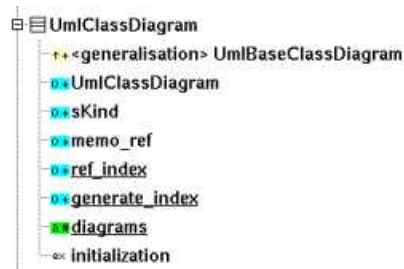 UmlClassDiagram
<generalisation> UmlBaseClassDiagram
UmlClassDiagram
sKind
memo_ref
ref_index
generate_index
diagrams
initialization